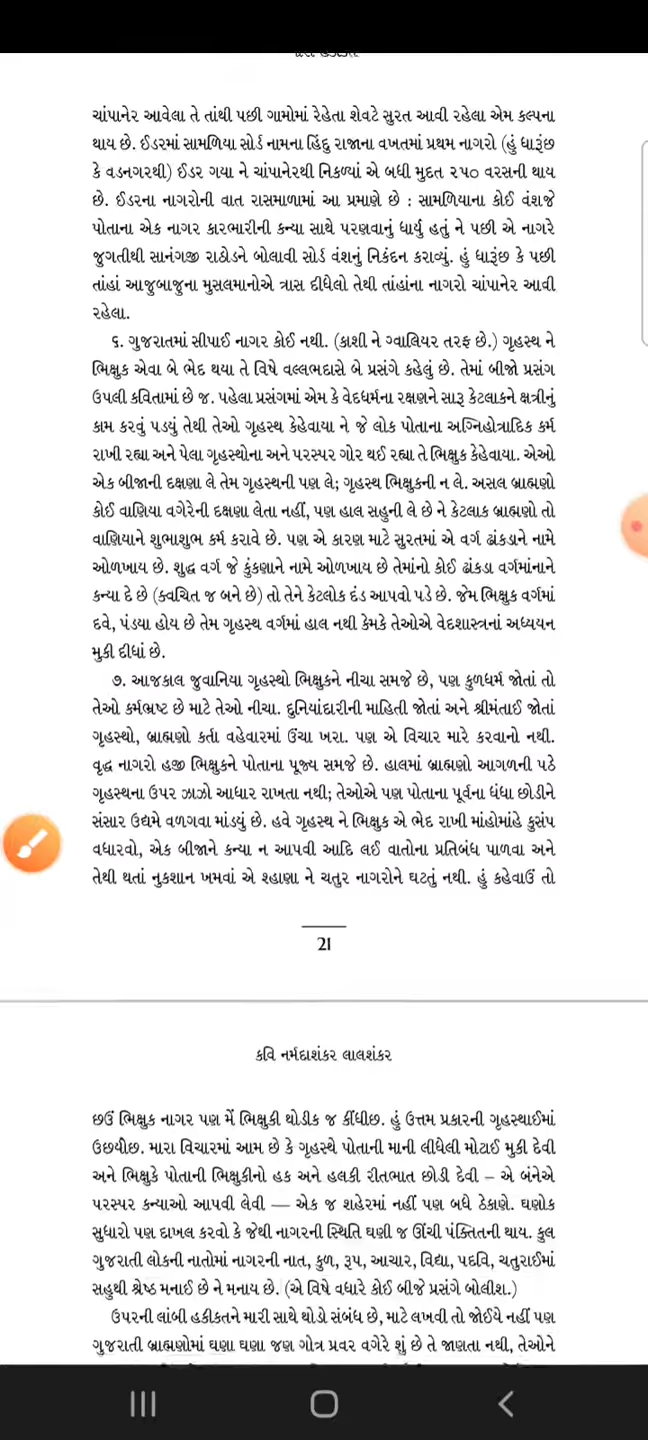 ચાંપાનેર આવેલા તે તાંથી પછી ગામોમાં રેહેતા શેવટે સુરત આવી રહેલા એમ કલ્પના
થાય છે. ઈડરમાં સામળિયા સોર્ડ નામના હિંદુ રાજાના વખતમાં પ્રથમ નાગરો (હું ધારૂંછ
કે વડનગરથી) ઈડર ગયા ને ચાંપાનેરથી નિકળ્યાં એ બધી મુદત ૨૫૦ વરસની થાય
છે. ઈડરના નાગરોની વાત રાસમાળામાં આ પ્રમાણે છે : સામળિયાના કોઈ વંશજે
પોતાના એક નાગર કારભારીની કન્યા સાથે પરણવાનું ધાર્યુ હતું ને પછી એ નાગરે
જુગતીથી સાનંગજી રાઠોડને બોલાવી સોર્ડ વંશનું નિકંદન કરાવ્યું. હું ધારૂંછ કે પછી
તાંહાં આજુબાજુના મુસલમાનોએ ત્રાસ દીધેલો તેથી તાંહાંના નાગરો ચાંપાનેર આવી
રહેલા.
૬. ગુજરાતમાં સીપાઈ નાગર કોઈ નથી. (કાશી ને ગ્વાલિયર તરફ છે.) ગૃહસ્થ ને
ભિક્ષુક એવા બે ભેદ થયા તે વિષે વલ્લભદાસે બે પ્રસંગે કહેલું છે. તેમાં બીજો પ્રસંગ
ઉપલી કવિતામાં છે જ. પહેલા પ્રસંગમાં એમ કે વેદધર્મના રક્ષણને સારૂ કેટલાકને ક્ષત્રીનું
કામ કરવું પડયું તેથી તેઓ ગૃહસ્થ કેહેવાયા ને જે લોક પોતાના અગ્નિહોત્રાદિક કર્મ
રાખી રહ્યા અને પેલા ગૃહસ્થોના અને પરસ્પર ગોર થઈ રહ્યા તે ભિક્ષુક કેહેવાયા. એઓ
એક બીજાની દક્ષણા લે તેમ ગૃહસ્થની પણ લે; ગૃહસ્થ ભિક્ષુકની ન લે. અસલ બ્રાહ્મણો
કોઈ વાણિયા વગેરેની દક્ષણા લેતા નહીં, પણ હાલ સહુની લે છે ને કેટલાક બ્રાહ્મણો તો
વાણિયાને શુભાશુભ કર્મ કરાવે છે. પણ એ કારણ માટે સુરતમાં એ વર્ગ ઢાંકડાને નામે
ઓળખાય છે. શુદ્ધ વર્ગ જે કુંકણાને નામે ઓળખાય છે તેમાંનો કોઈ ઢાંકડા વર્ગમાંનાને
કન્યા દે છે (ક્વચિત જ બને છે) તો તેને કેટલોક દંડ આપવો પડે છે. જેમ ભિક્ષુક વર્ગમાં
દવે, પંડયા હોય છે તેમ ગૃહસ્થ વર્ગમાં હાલ નથી કેમકે તેઓએ વેદશાસ્ત્રનાં અધ્યયન
મુકી દીધાં છે.
૭. આજકાલ જુવાનિયા ગૃહસ્થો ભિક્ષુકને નીચા સમજે છે, પણ કુળધર્મ જોતાં તો
તેઓ કર્મભ્રષ્ટ છે માટે તેઓ નીચા. દુનિયાંદારીની માહિતી જોતાં અને શ્રીમંતાઈ જોતાં
ગૃહસ્થો, બ્રાહ્મણો કર્તા વહેવારમાં ઉંચા ખરા. પણ એ વિચાર મારે કરવાનો નથી.
વૃદ્ધ નાગરો હજી ભિક્ષુકને પોતાના પૂજ્ય સમજે છે. હાલમાં બ્રાહ્મણો આગળની પઠે
ગૃહસ્થના ઉપર ઝાઝો આધાર રાખતા નથી; તેઓએ પણ પોતાના પૂર્વના ધંધા છોડીને
સંસાર ઉદ્યમે વળગવા માંડયું છે. હવે ગૃહસ્થ ને ભિક્ષુક એ ભેદ રાખી માંહોમાંહે કુસંપ
વધારવો, એક બીજાને કન્યા ન આપવી આદિ લઈ વાતોના પ્રતિબંધ પાળવા અને
તેથી થતાં નુકશાન ખમવાં એ શ્હાણા ને ચતુર નાગરોને ઘટતું નથી. હું કહેવાઉં તો
21
કવિ નર્મદાશંકર લાલશંકર
છઉં ભિક્ષુક નાગર પણ મેં ભિક્ષુકી થોડીક જ કીંધીછ. હું ઉત્તમ પ્રકારની ગૃહસ્થાઈમાં
ઉછર્યોછ. મારા વિચારમાં આમ છે કે ગૃહસ્થે પોતાની માની લીધેલી મોટાઈ મુકી દેવી
અને ભિક્ષુકે પોતાની ભિક્ષુકીનો હક અને હલકી રીતભાત છોડી દેવી – એ બંનેએ
પરસ્પર કન્યાઓ આપવી લેવી — એક જ શહેરમાં નહીં પણ બધે ઠેકાણે. ઘણોક
સુધારો પણ દાખલ કરવો કે જેથી નાગરની સ્થિતિ ઘણી જ ઊંચી પંક્તિતની થાય. કુલ
ગુજરાતી લોકની નાતોમાં નાગરની નાત, કુળ, રૂપ, આચાર, વિદ્યા, પદવિ, ચતુરાઈમાં
સહુથી શ્રેષ્ઠ મનાઈ છે ને મનાય છે. (એ વિષે વધારે કોઈ બીજે પ્રસંગે બોલીશ.)
ઉપરની લાંબી હકીકતને મારી સાથે થોડો સંબંધ છે, માટે લખવી તો જોઈયે નહીં પણ
ગુજરાતી બ્રાહ્મણોમાં ઘણા ઘણા જણ ગોત્ર પ્રવર વગેરે શું છે તે જાણતા નથી, તેઓને